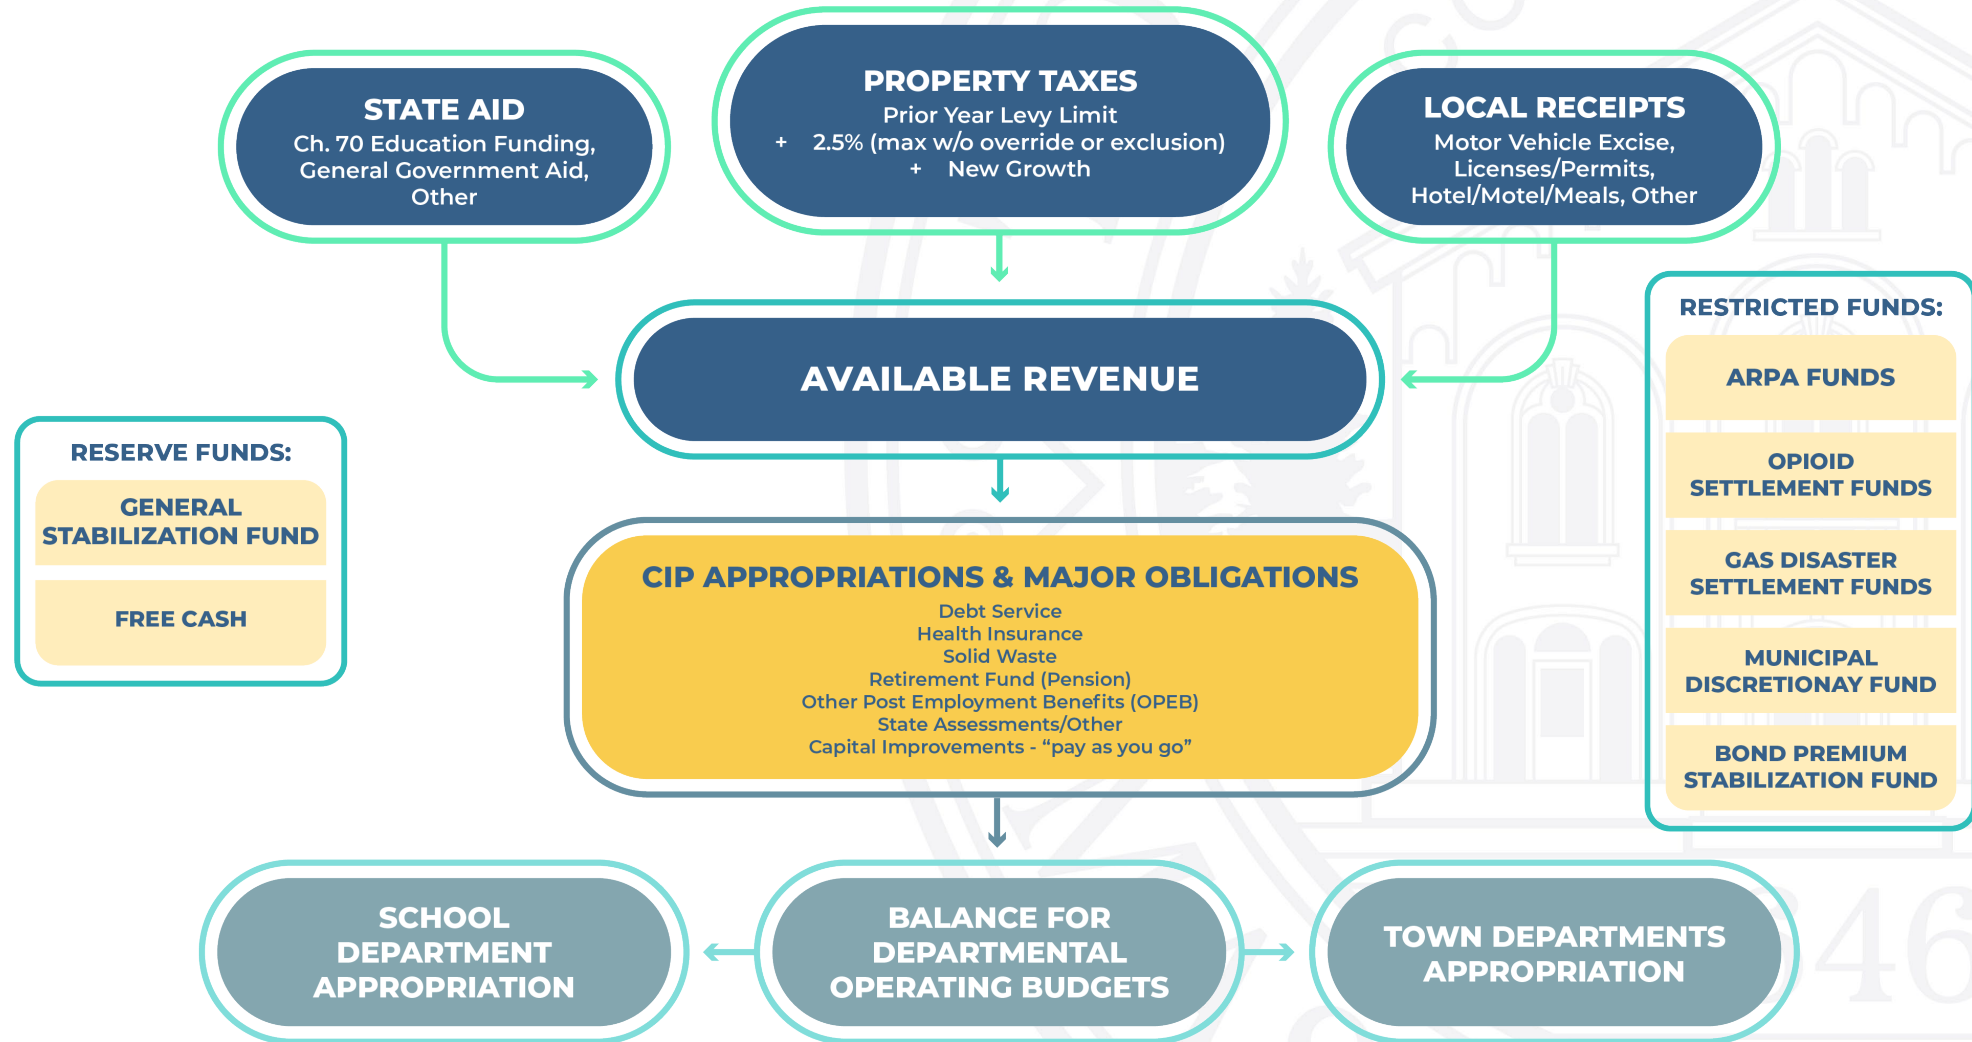 STATE AID
Ch. 70 Education Funding,
General Government Aid,
Other
PROPERTY TAXES
Prior Year Levy Limit
+ 2.5% (max w/o override or exclusion)
+ New Growth
LOCAL RECEIPTS
Motor Vehicle Excise,
Licenses/Permits,
Hotel/Motel/Meals, Other
AVAILABLE REVENUE
RESERVE FUNDS:
GENERAL
STABILIZATION FUND
FREE CASH
RESTRICTED FUNDS:
ARPA FUNDS
OPIOID
SETTLEMENT FUNDS
GAS DISASTER
SETTLEMENT FUNDS
MUNICIPAL
DISCRETIONAY FUND
BOND PREMIUM
STABILIZATION FUND
CIP APPROPRIATIONS & MAJOR OBLIGATIONS
Debt Service
Health Insurance
Solid Waste
Retirement Fund (Pension)
Other Post Employment Benefits (OPEB)
State Assessments/Other
Capital Improvements - “pay as you go”
SCHOOL
DEPARTMENT
APPROPRIATION
BALANCE FOR
DEPARTMENTAL
OPERATING BUDGETS
TOWN DEPARTMENTS
APPROPRIATION